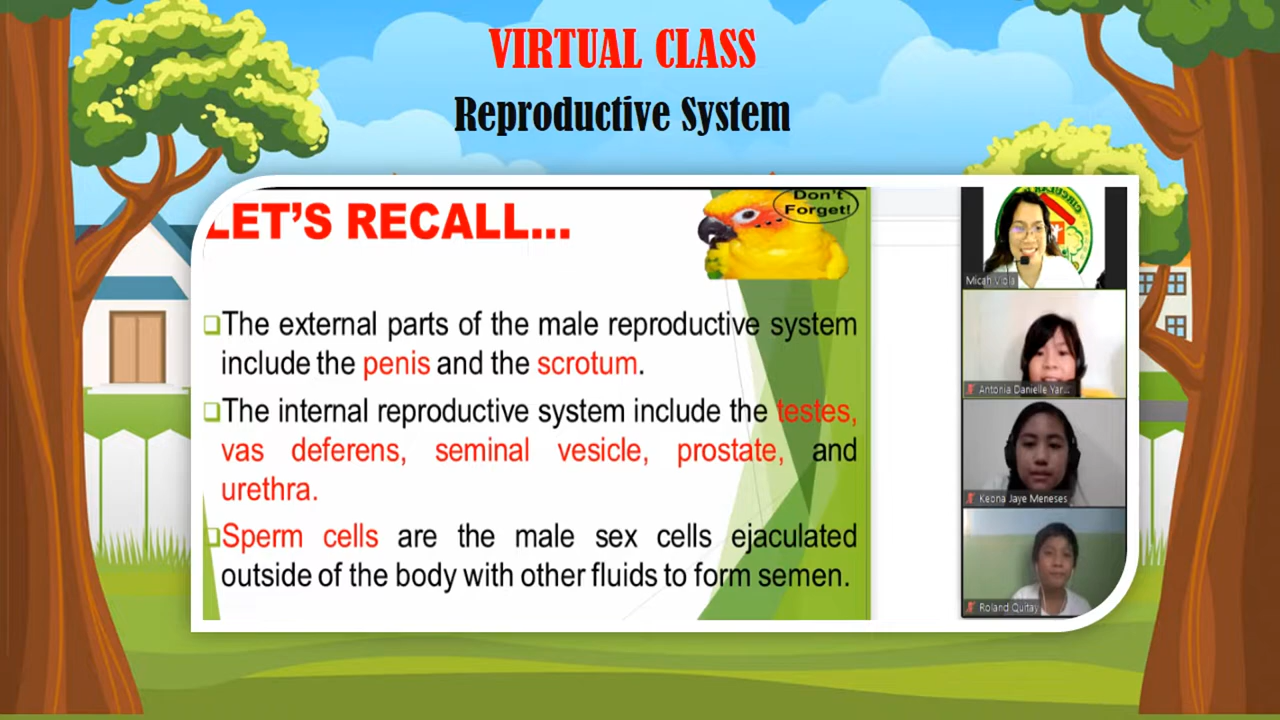 VIRTUAL CLASS
Reproductive System
LET'S RECALL...
Don't
Forget!
The external parts of the male reproductive system
include the penis and the scrotum.
The internal reproductive system include the testes,
vas deferens, seminal vesicle, prostate, and
urethra.
Sperm cells are the male sex cells ejaculated
outside of the body with other fluids to form semen.
Micah Viola
Antonia Danielle Yar...
Keona Jaye Meneses
Roland Quitay